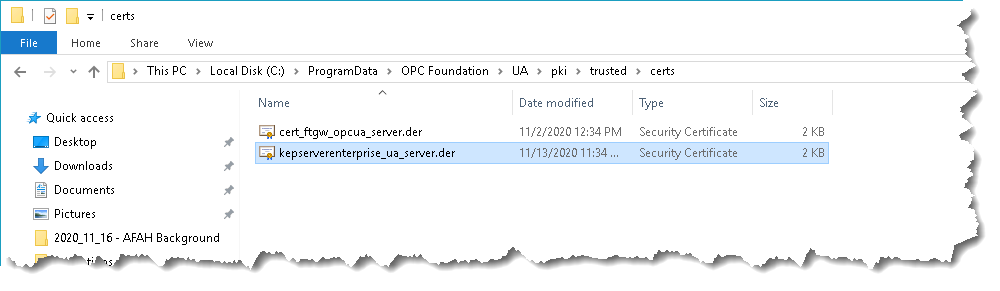 certs
File Home Share View
This PC > Local Disk (C:) > ProgramData > OPC Foundation > UA > pki > trusted > certs
Quick access
Desktop
Downloads
Documents
Pictures
2020_11_16 - AFAH Background
Name Date modified Type Size
cert_ftgw_opcua_server.der 11/2/2020 12:34 PM Security Certificate 2 KB
kepserverenterprise_ua_server.der 11/13/2020 11:34 ... Security Certificate 2 KB